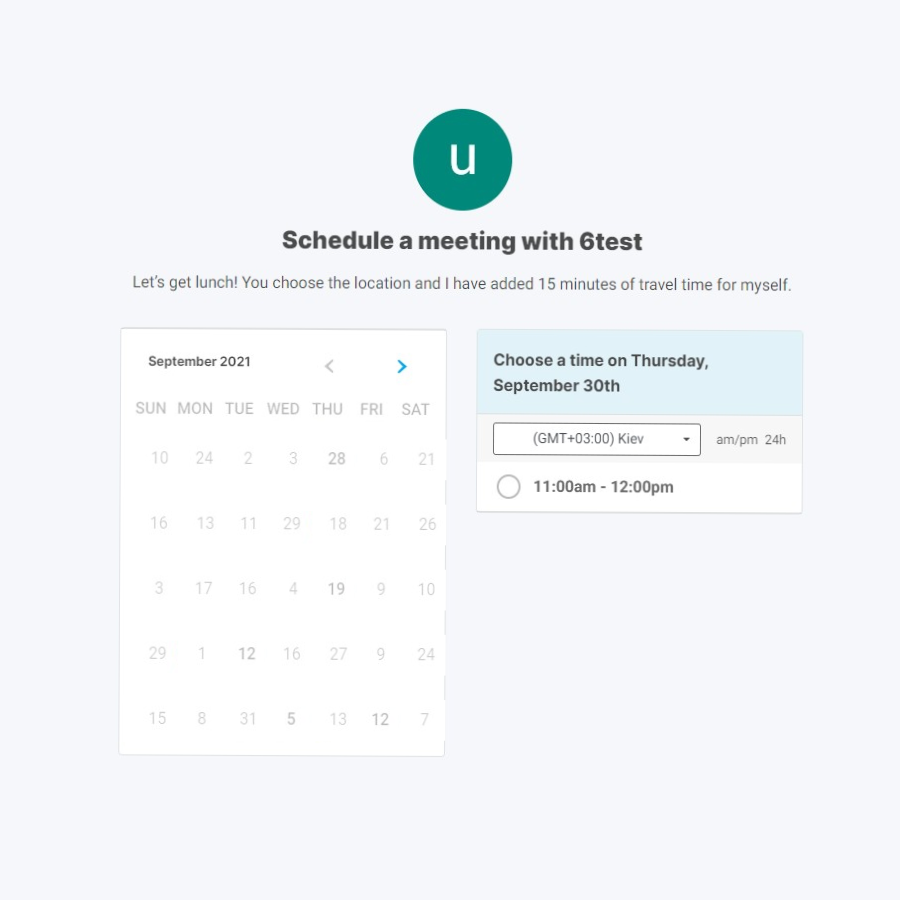 u
Schedule a meeting with 6test
Let's get lunch! You choose the location and I have added 15 minutes of travel time for myself.
September 2021
SUN MON TUE WED THU FRI SAT
10 24 2 3 28 6 21
16 13 11 29 18 21 26
3 17 16 4 19 9 10
29 1 12 16 27 9 24
15 8 31 5 13 12 7
Choose a time on Thursday,
September 30th
(GMT+03:00) Kiev am/pm 24h
11:00am - 12:00pm